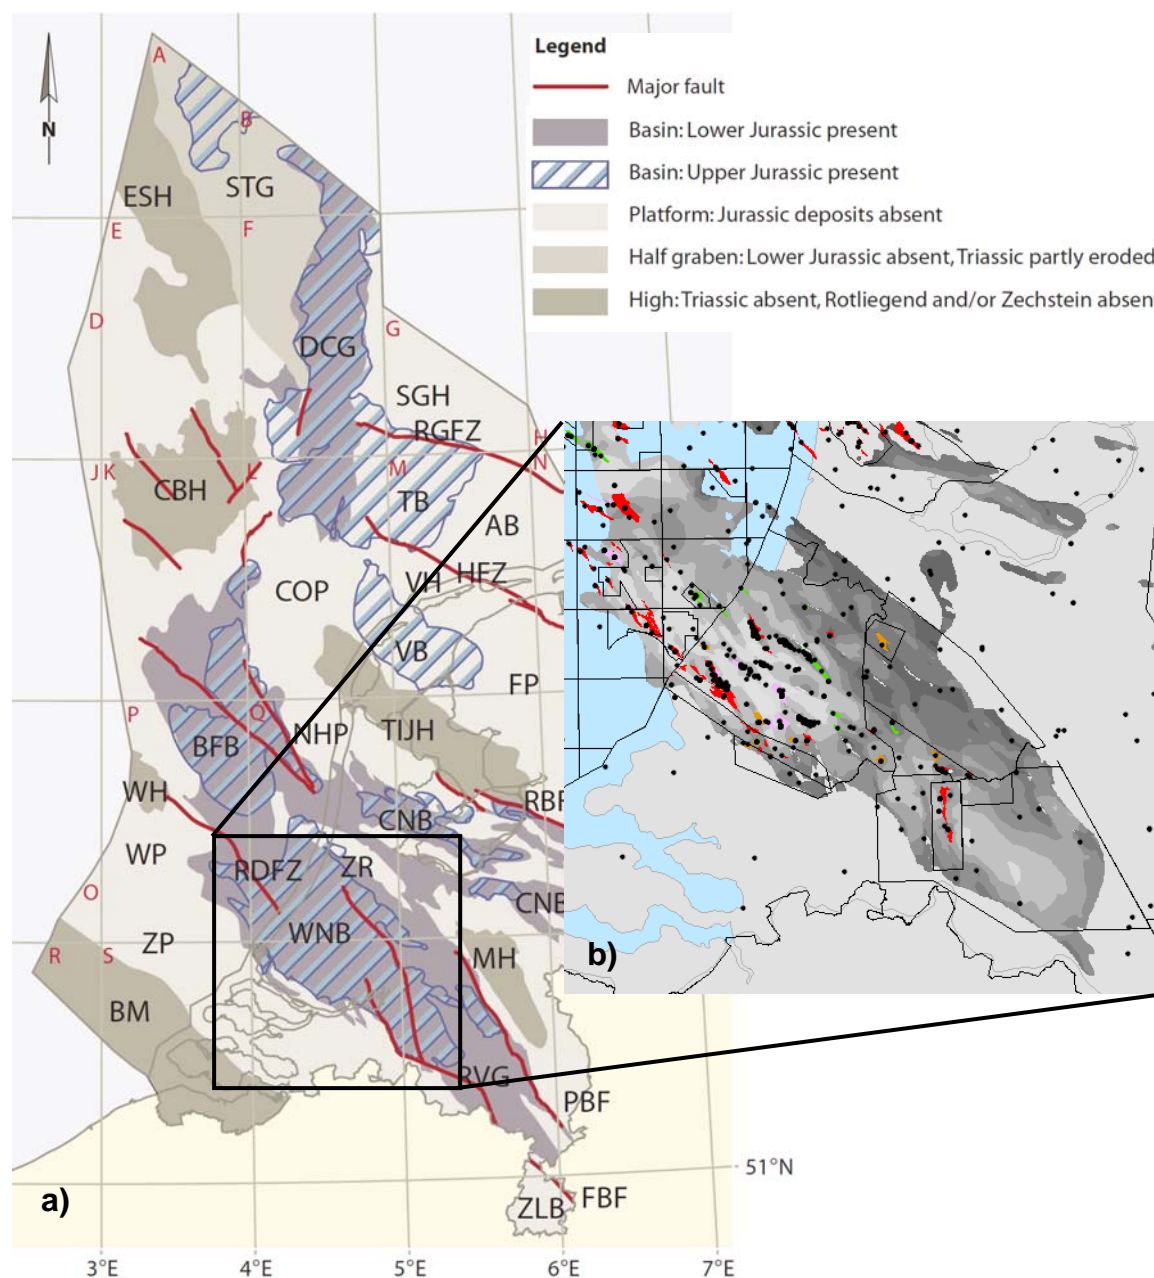 Legend
Major fault
Basin: Lower Jurassic present
Basin: Upper Jurassic present
Platform: Jurassic deposits absent
Half graben: Lower Jurassic absent, Triassic partly eroded
High: Triassic absent, Rotliegend and/or Zechstein absen
N
A
B
ESH
STG
E
F
D
G
DCG
SGH
RGFZ
H
J K
L
M
N
CBH
TB
AB
COP
VH
HFZ
VB
FP
P
Q
NHP
TIJH
BFB
WH
CNB
RBF
WP
RDFZ
ZR
O
CNB
WNB
ZP
MH
R
S
BM
b)
RVG
PBF
51°N
a)
ZLB
FBF
3°E
4°E
5°E
6°E
7°E